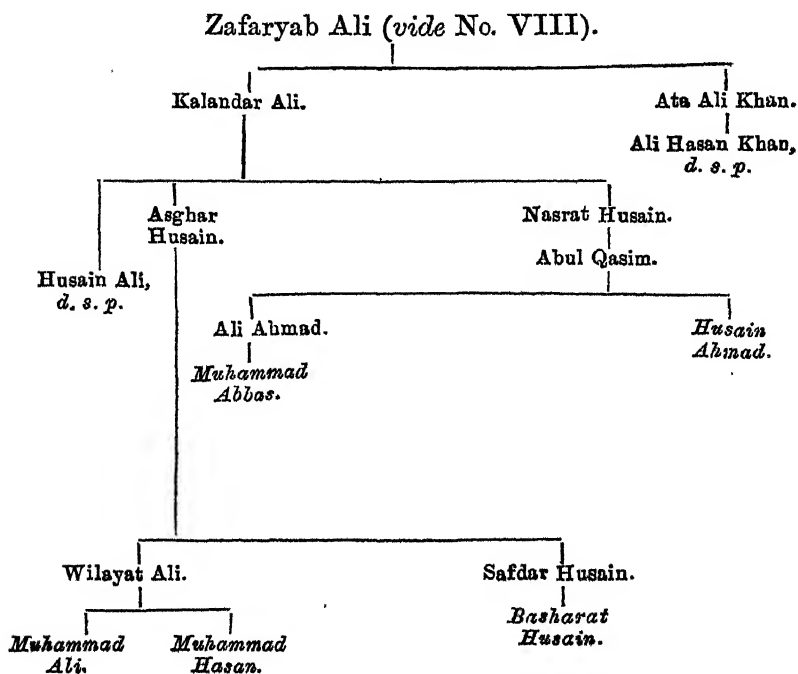 Zafaryab Ali (vide No. VIII).
Kalandar Ali.
Ata Ali Khan.
Ali Hasan Khan,
d. s. p.
Asghar
Husain.
Nasrat Husain.
Husain Ali,
d. s. p.
Abul Qasim.
Ali Ahmad.
Husain
Ahmad.
Muhammad
Abbas.
Wilayat Ali.
Safdar Husain.
Muhammad
Ali.
Muhammad
Hasan.
Basharat
Husain.